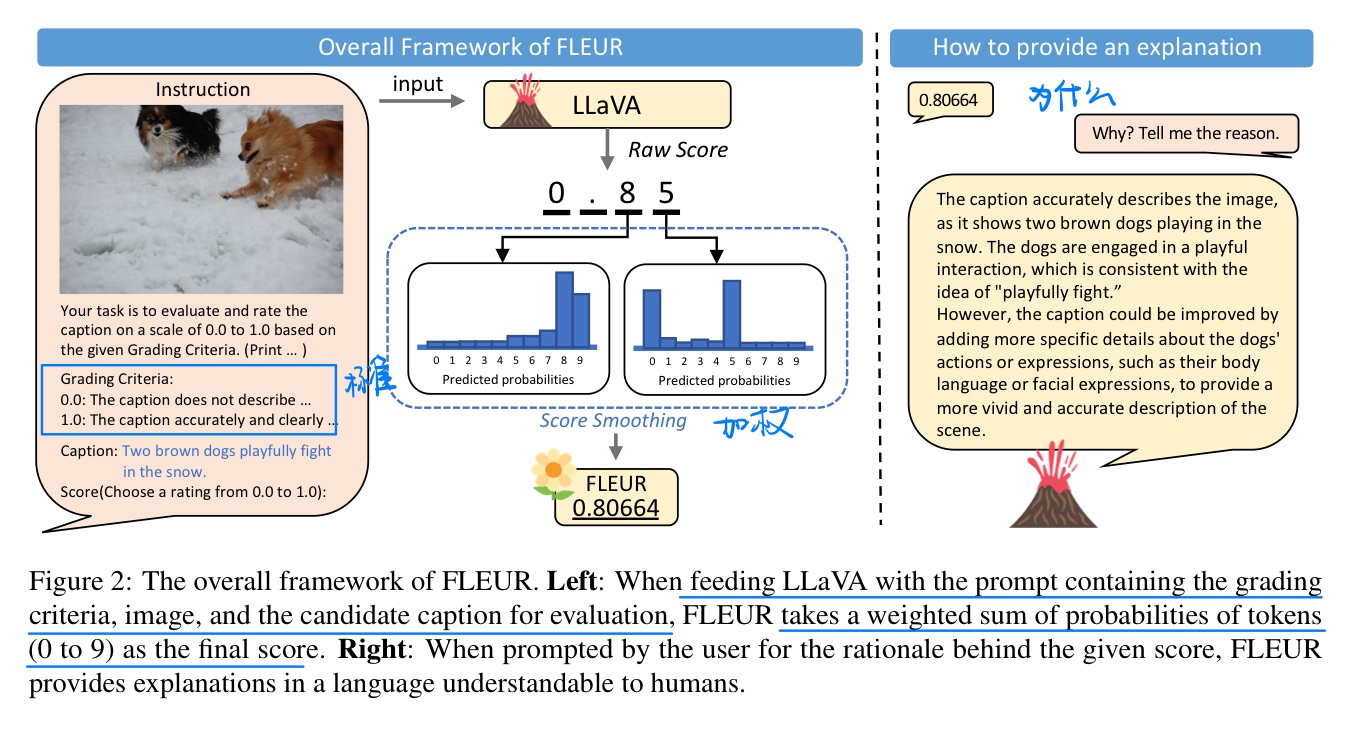 Overall Framework of FLEUR
Instruction
Your task is to evaluate and rate the
caption on a scale of 0.0 to 1.0 based on
the given Grading Criteria. (Print ... )
Grading Criteria:
0.0: The caption does not describe ...
1.0: The caption accurately and clearly ...
标准
Caption: Two brown dogs playfully fight
in the snow.
Score(Choose a rating from 0.0 to 1.0):
input
LLaVA
Raw Score
0 . 8 5
0 1 2 3 4 5 6 7 8 9
Predicted probabilities
0 1 2 3 4 5 6 7 8 9
Predicted probabilities
Score Smoothing
加权
FLEUR
0.80664
How to provide an explanation
0.80664
为什么
Why? Tell me the reason.
The caption accurately describes the image,
as it shows two brown dogs playing in the
snow. The dogs are engaged in a playful
interaction, which is consistent with the
idea of "playfully fight.”
However, the caption could be improved by
adding more specific details about the dogs'
actions or expressions, such as their body
language or facial expressions, to provide a
more vivid and accurate description of the
scene.
Figure 2: The overall framework of FLEUR. Left: When feeding LLaVA with the prompt containing the grading
criteria, image, and the candidate caption for evaluation, FLEUR takes a weighted sum of probabilities of tokens
(0 to 9) as the final score. Right: When prompted by the user for the rationale behind the given score, FLEUR
provides explanations in a language understandable to humans.